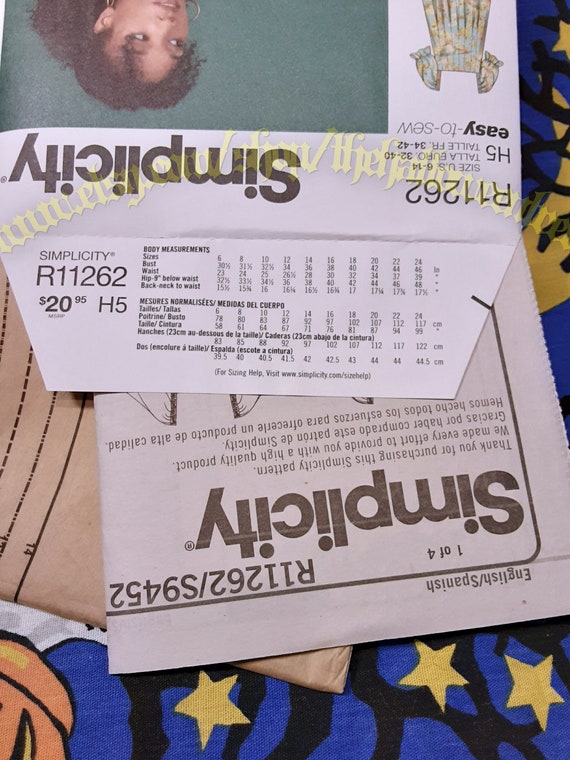 easy-to-sew
H5
SIZE U.S. 6-14
TALLA EURO. 32-40
TAILLE FR. 34-42
R11262
Simplicity®
SIMPLICITY®
R11262
$20 95 H5
MSRP
BODY MEASUREMENTS
Sizes 6 8 10 12 14 16 18 20 22 24
Bust 30½ 31½ 32½ 34 36 38 40 42 44 46 In
Waist 23 24 25 26½ 28 30 32 34 37 39 "
Hip-9" below waist 32½ 33½ 34½ 36 38 40 42 44 46 48 "
Back-neck to waist 15½ 15¾ 16 16¼ 16½ 16¾ 17 17¼ 17⅜ 17½ "
MESURES NORMALISÉES/ MEDIDAS DEL CUERPO
Tailles/ Tallas 6 8 10 12 14 16 18 20 22 24
Poitrine/ Busto 78 80 83 87 92 97 102 107 112 117 cm
Taille/ Cintura 58 61 64 67 71 76 81 87 94 99 "
Hanches (23cm au-dessous de la taille)/ Caderas (23cm abajo de la cintura)
83 85 88 92 97 102 107 112 117 122 cm
Dos (encolure á taille)/ Espalda (escote a cintura)
39.5 40 40.5 41.5 42 42.5 43 44 44 44.5 cm
(For Sizing Help, Visit www.simplicity.com/sizehelp)
14
English/Spanish
1 of 4
R11262/S9452
Simplicity®
Thank you for purchasing this Simplicity pattern.
We made every effort to provide you with a high quality product.
Gracias por haber comprado este patrón de Simplicity.
Hemos hecho todos los esfuerzos para ofrecerle un producto de alta calidad.